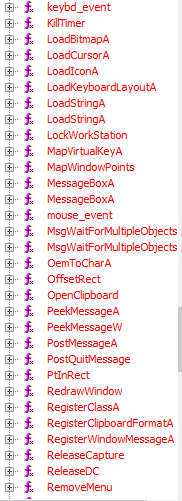 keybd_event
KillTimer
LoadBitmapA
LoadCursorA
LoadIconA
LoadKeyboardLayoutA
LoadStringA
LoadStringA
LockWorkStation
MapVirtualKeyA
MapWindowPoints
MessageBoxA
MessageBoxA
mouse_event
MsgWaitForMultipleObjects
MsgWaitForMultipleObjects
OemToCharA
OffsetRect
OpenClipboard
PeekMessageA
PeekMessageW
PostMessageA
PostQuitMessage
PtInRect
RedrawWindow
RegisterClassA
RegisterClipboardFormatA
RegisterWindowMessageA
ReleaseCapture
ReleaseDC
RemoveMenu